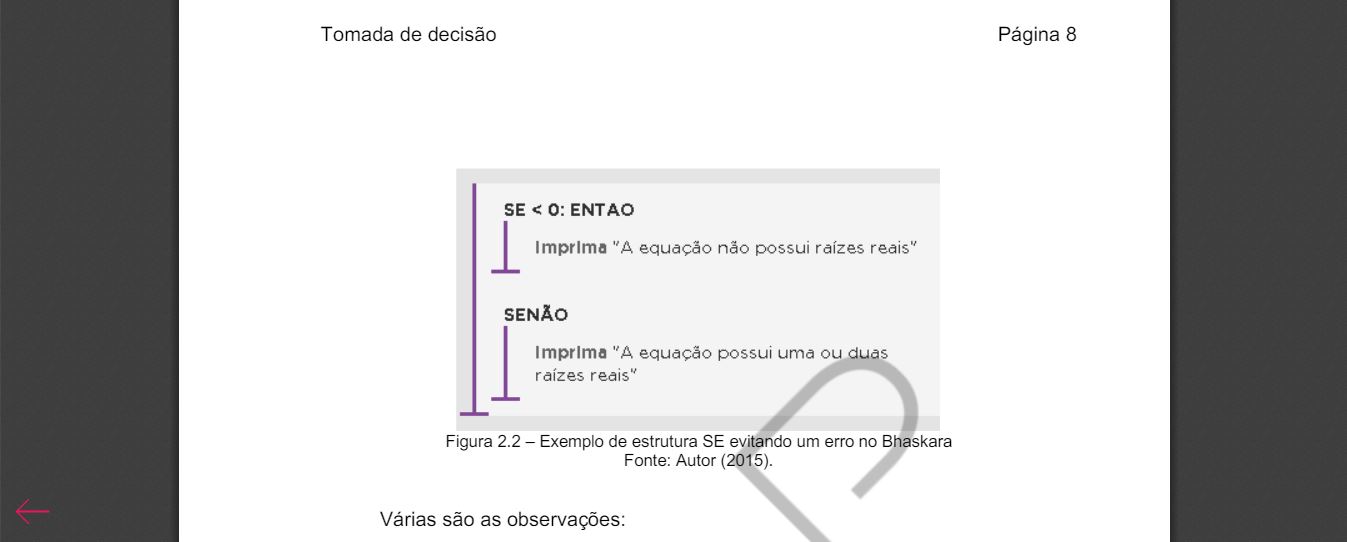 Tomada de decisão Página 8
SE < 0: ENTAO
Imprima "A equação não possui raízes reais"
SENÃO
Imprima "A equação possui uma ou duas
raízes reais"
Figura 2.2 – Exemplo de estrutura SE evitando um erro no Bhaskara
Fonte: Autor (2015).
Várias são as observações: